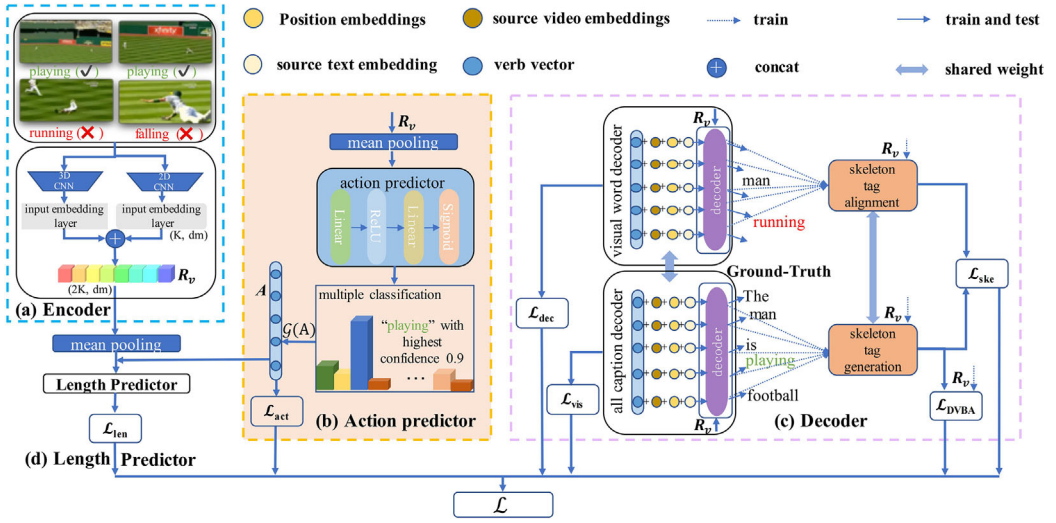 Position embeddings
source video embeddings
train
train and test
source text embedding
verb vector
concat
shared weight
playing (✓)
playing (✓)
running (❌)
falling (❌)
3D
CNN
2D
CNN
input embedding
layer
input embedding
layer
(K, dm)
+
R_v
(2K, dm)
(a) Encoder
mean pooling
Length Predictor
𝓛_len
(d) Length Predictor
R_v
mean pooling
action predictor
Linear
ReLU
Linear
Sigmoid
A
𝒢(A)
multiple classification
“playing” with
highest
confidence 0.9
...
𝓛_act
(b) Action predictor
𝓛_dec
𝓛_vis
visual word decoder
R_v
decoder
man
running
Ground-Truth
all caption decoder
decoder
R_v
The
man
is
playing
football
R_v
skeleton
tag
alignment
R_v
skeleton
tag
generation
𝓛_ske
R_v
𝓛_DVBA
(c) Decoder
𝓛